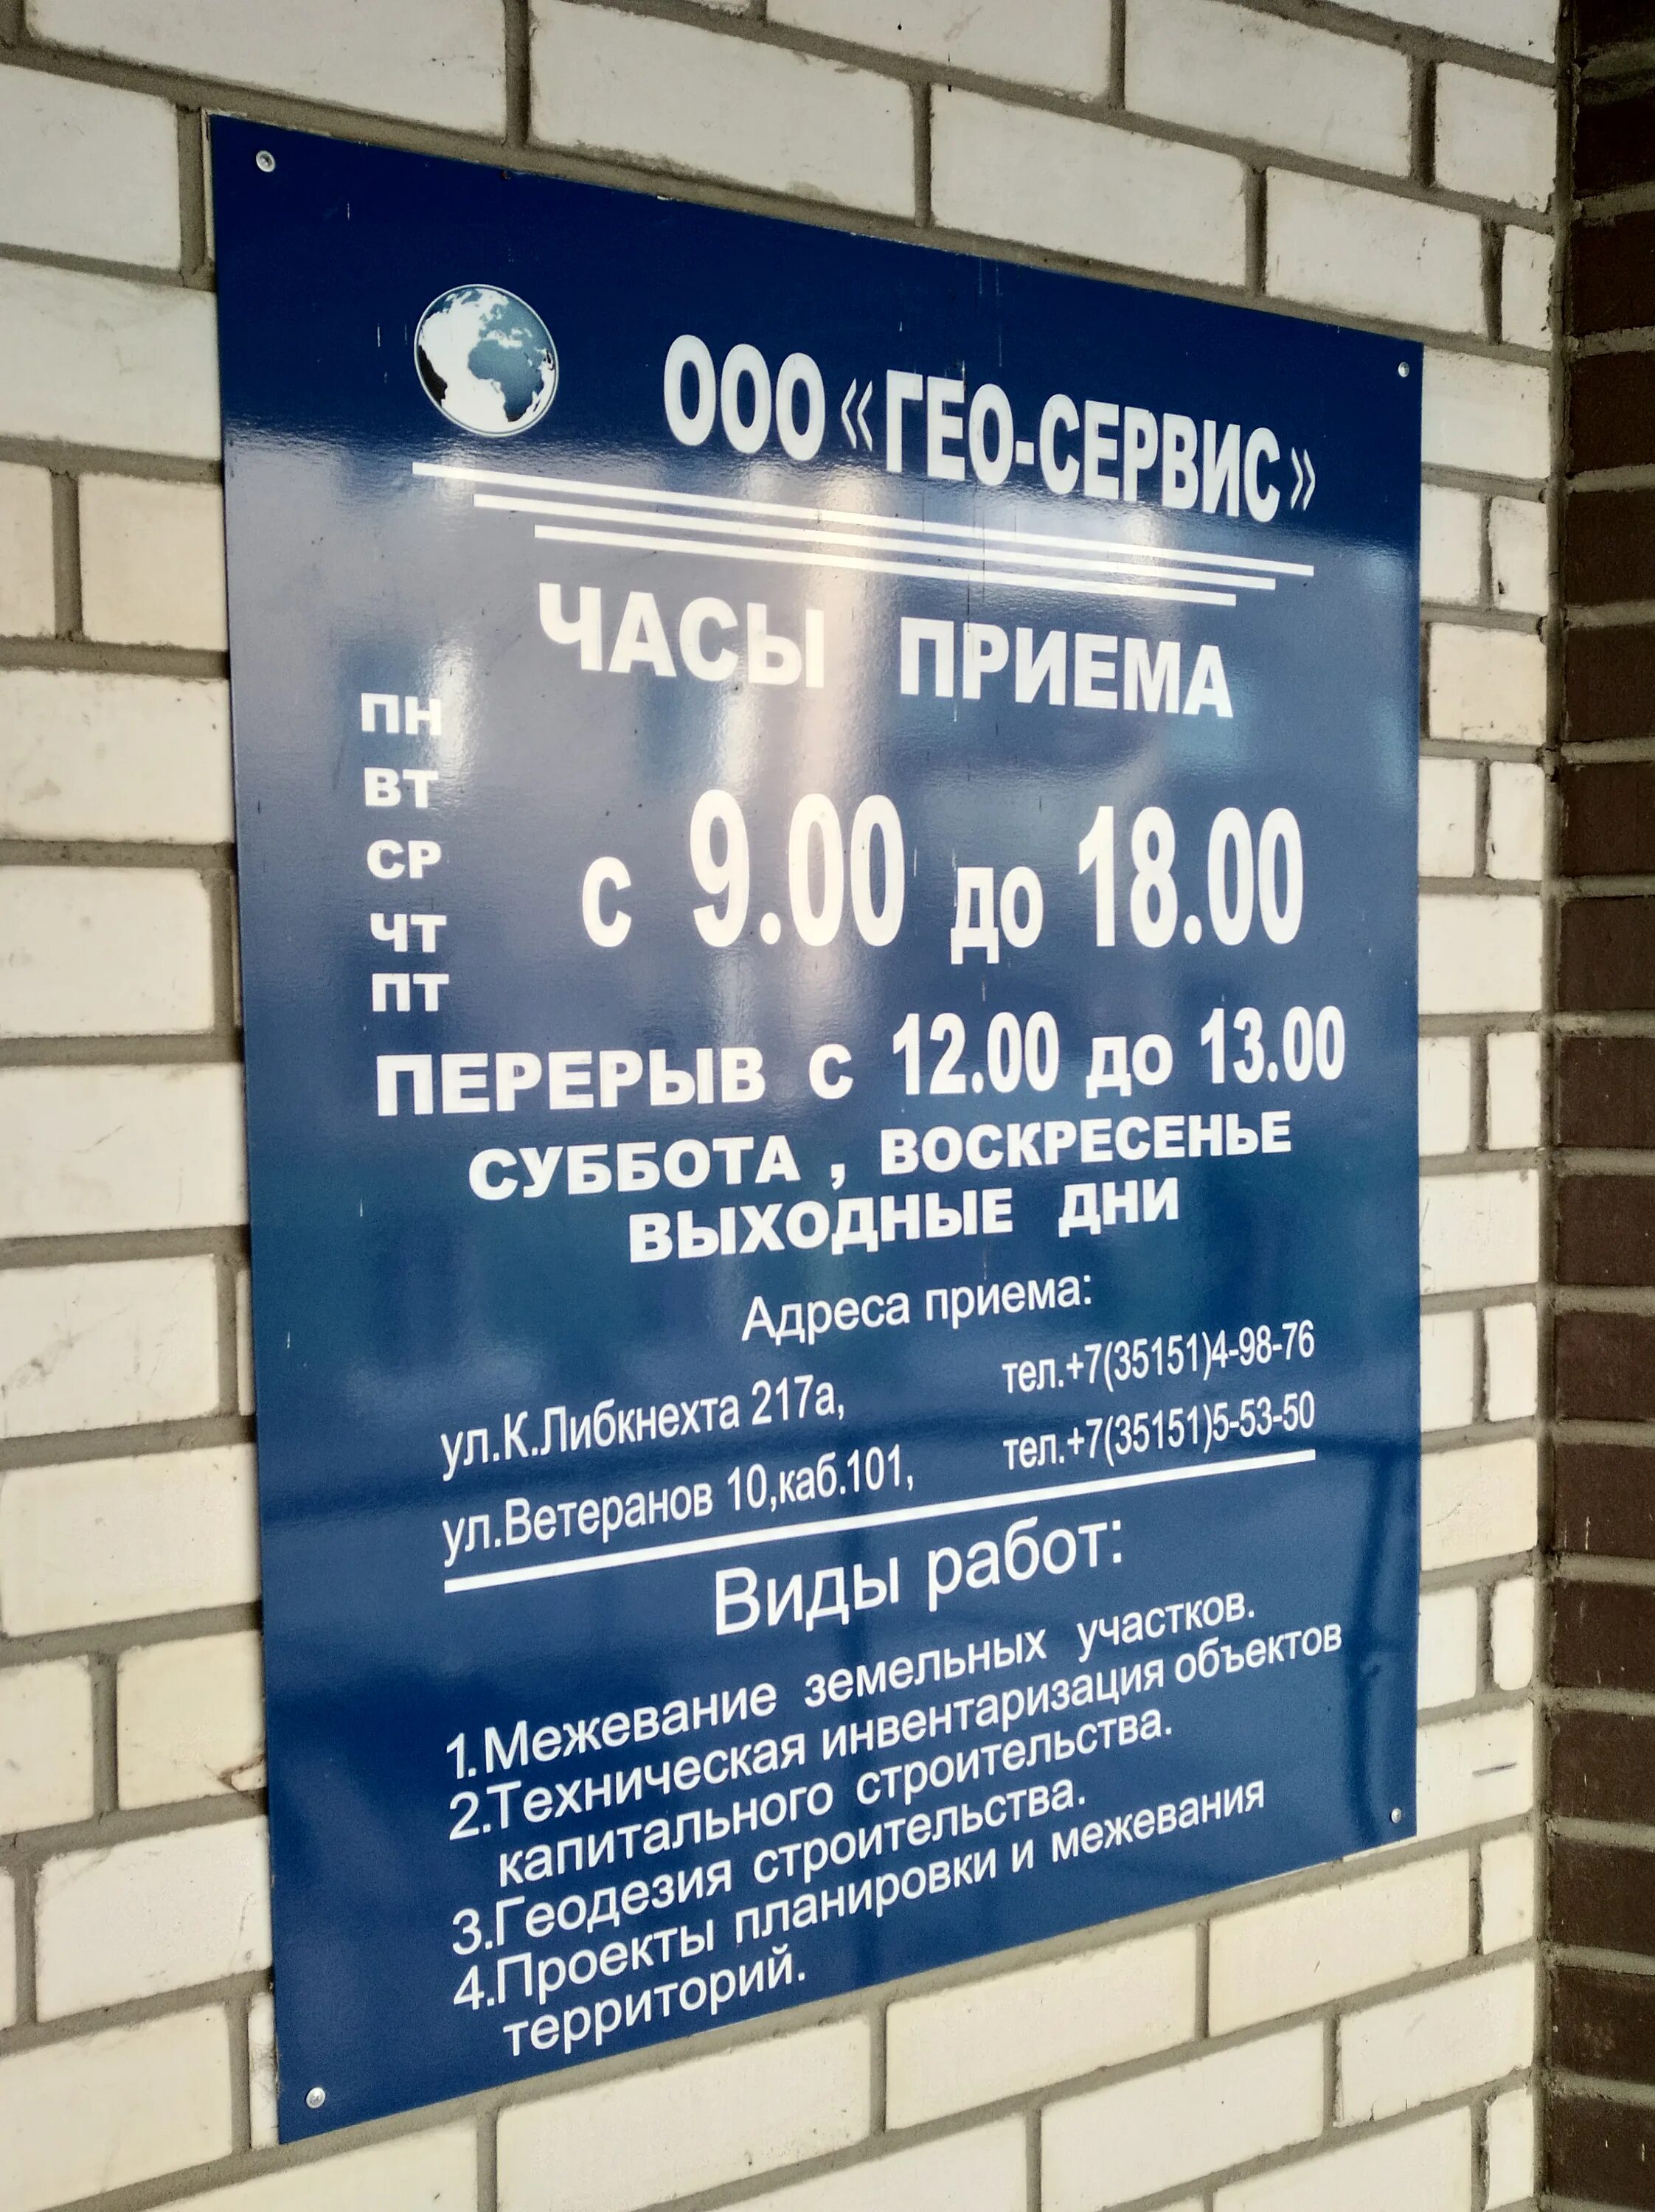 ООО «ГЕО-СЕРВИС»
ЧАСЫ ПРИЕМА
ПН
ВТ
СР
ЧТ
ПТ
с 9.00 до 18.00
ПЕРЕРЫВ с 12.00 до 13.00
СУББОТА , ВОСКРЕСЕНЬЕ
ВЫХОДНЫЕ ДНИ
Адреса приема:
ул.К.Либкнехта 217а, тел.+7(35151)4-98-76
ул.Ветеранов 10,каб.101, тел.+7(35151)5-53-50
Виды работ:
1.Межевание земельных участков.
2.Техническая инвентаризация объектов
капитального строительства.
3.Геодезия строительства.
4.Проекты планировки и межевания
территорий.